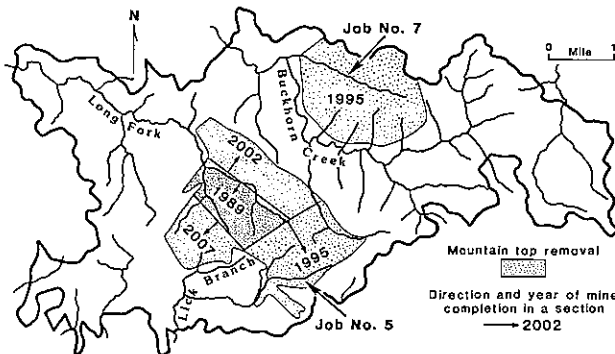 N
Job No. 7
0 1
Mile
1995
Buckhorn Creek
Long Fork
2002
1989
2007
1995
Lick Branch
Job No. 5
Mountain top removal
Direction and year of mine
completion in a section
2002